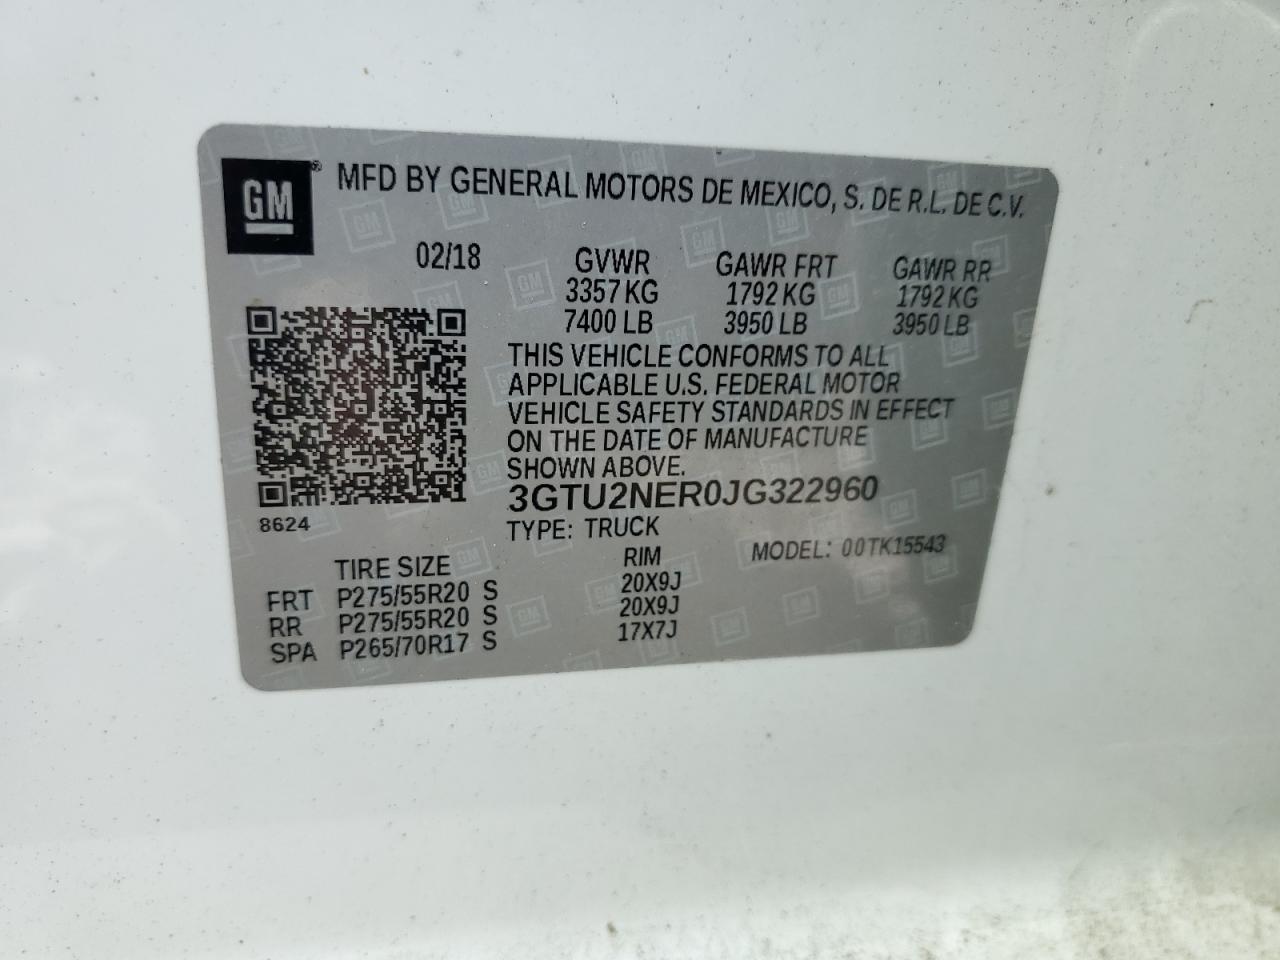 GM ® MFD BY GENERAL MOTORS DE MEXICO, S. DE R.L. DE C.V.
02/18 GVWR GAWR FRT GAWR RR
3357 KG 1792 KG 1792 KG
7400 LB 3950 LB 3950 LB
THIS VEHICLE CONFORMS TO ALL
APPLICABLE U.S. FEDERAL MOTOR
VEHICLE SAFETY STANDARDS IN EFFECT
ON THE DATE OF MANUFACTURE
SHOWN ABOVE.
3GTU2NER0JG322960
8624
TYPE: TRUCK MODEL: 00TK15543
TIRE SIZE RIM
FRT P275/55R20 S 20X9J
RR P275/55R20 S 20X9J
SPA P265/70R17 S 17X7J